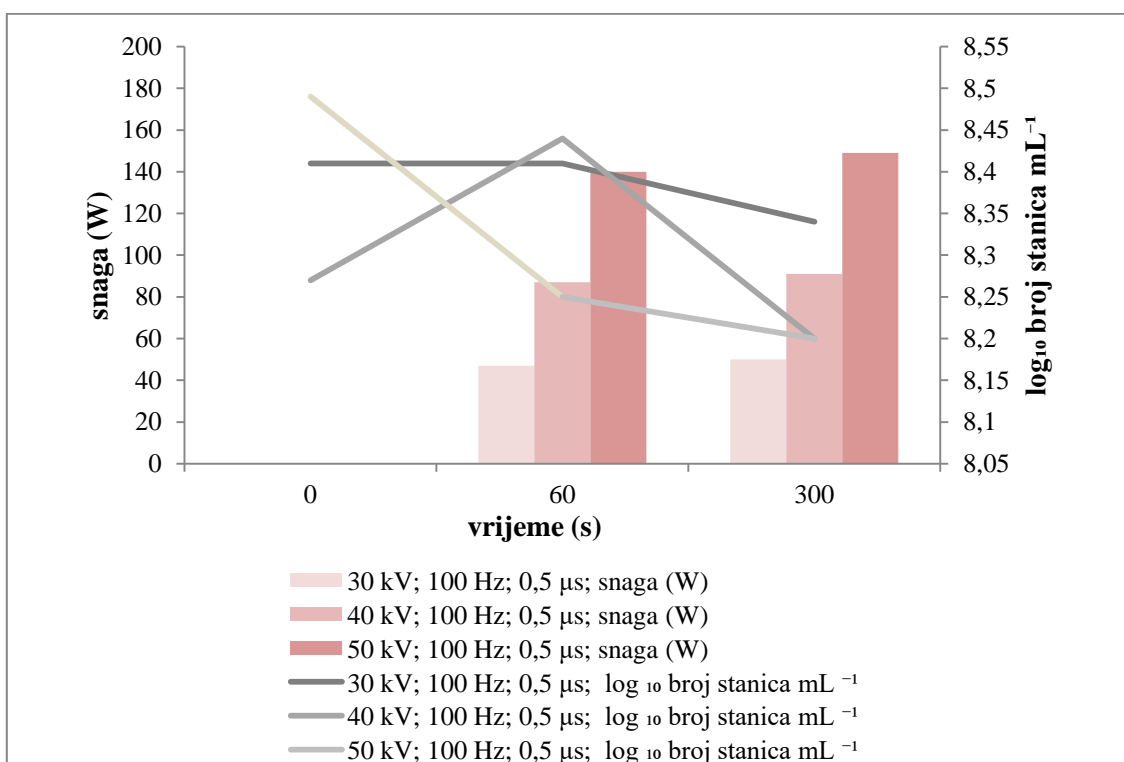 snaga (W)
200
180
160
140
120
100
80
60
40
20
0
8,55
8,5
8,45
8,4
8,35
8,3
8,25
8,2
8,15
8,1
8,05
log₁₀ broj stanica mL⁻¹
0 60 300
vrijeme (s)
30 kV; 100 Hz; 0,5 μs; snaga (W)
40 kV; 100 Hz; 0,5 μs; snaga (W)
50 kV; 100 Hz; 0,5 μs; snaga (W)
30 kV; 100 Hz; 0,5 μs; log ₁₀ broj stanica mL ⁻¹
40 kV; 100 Hz; 0,5 μs; log ₁₀ broj stanica mL ⁻¹
50 kV; 100 Hz; 0,5 μs; log ₁₀ broj stanica mL ⁻¹